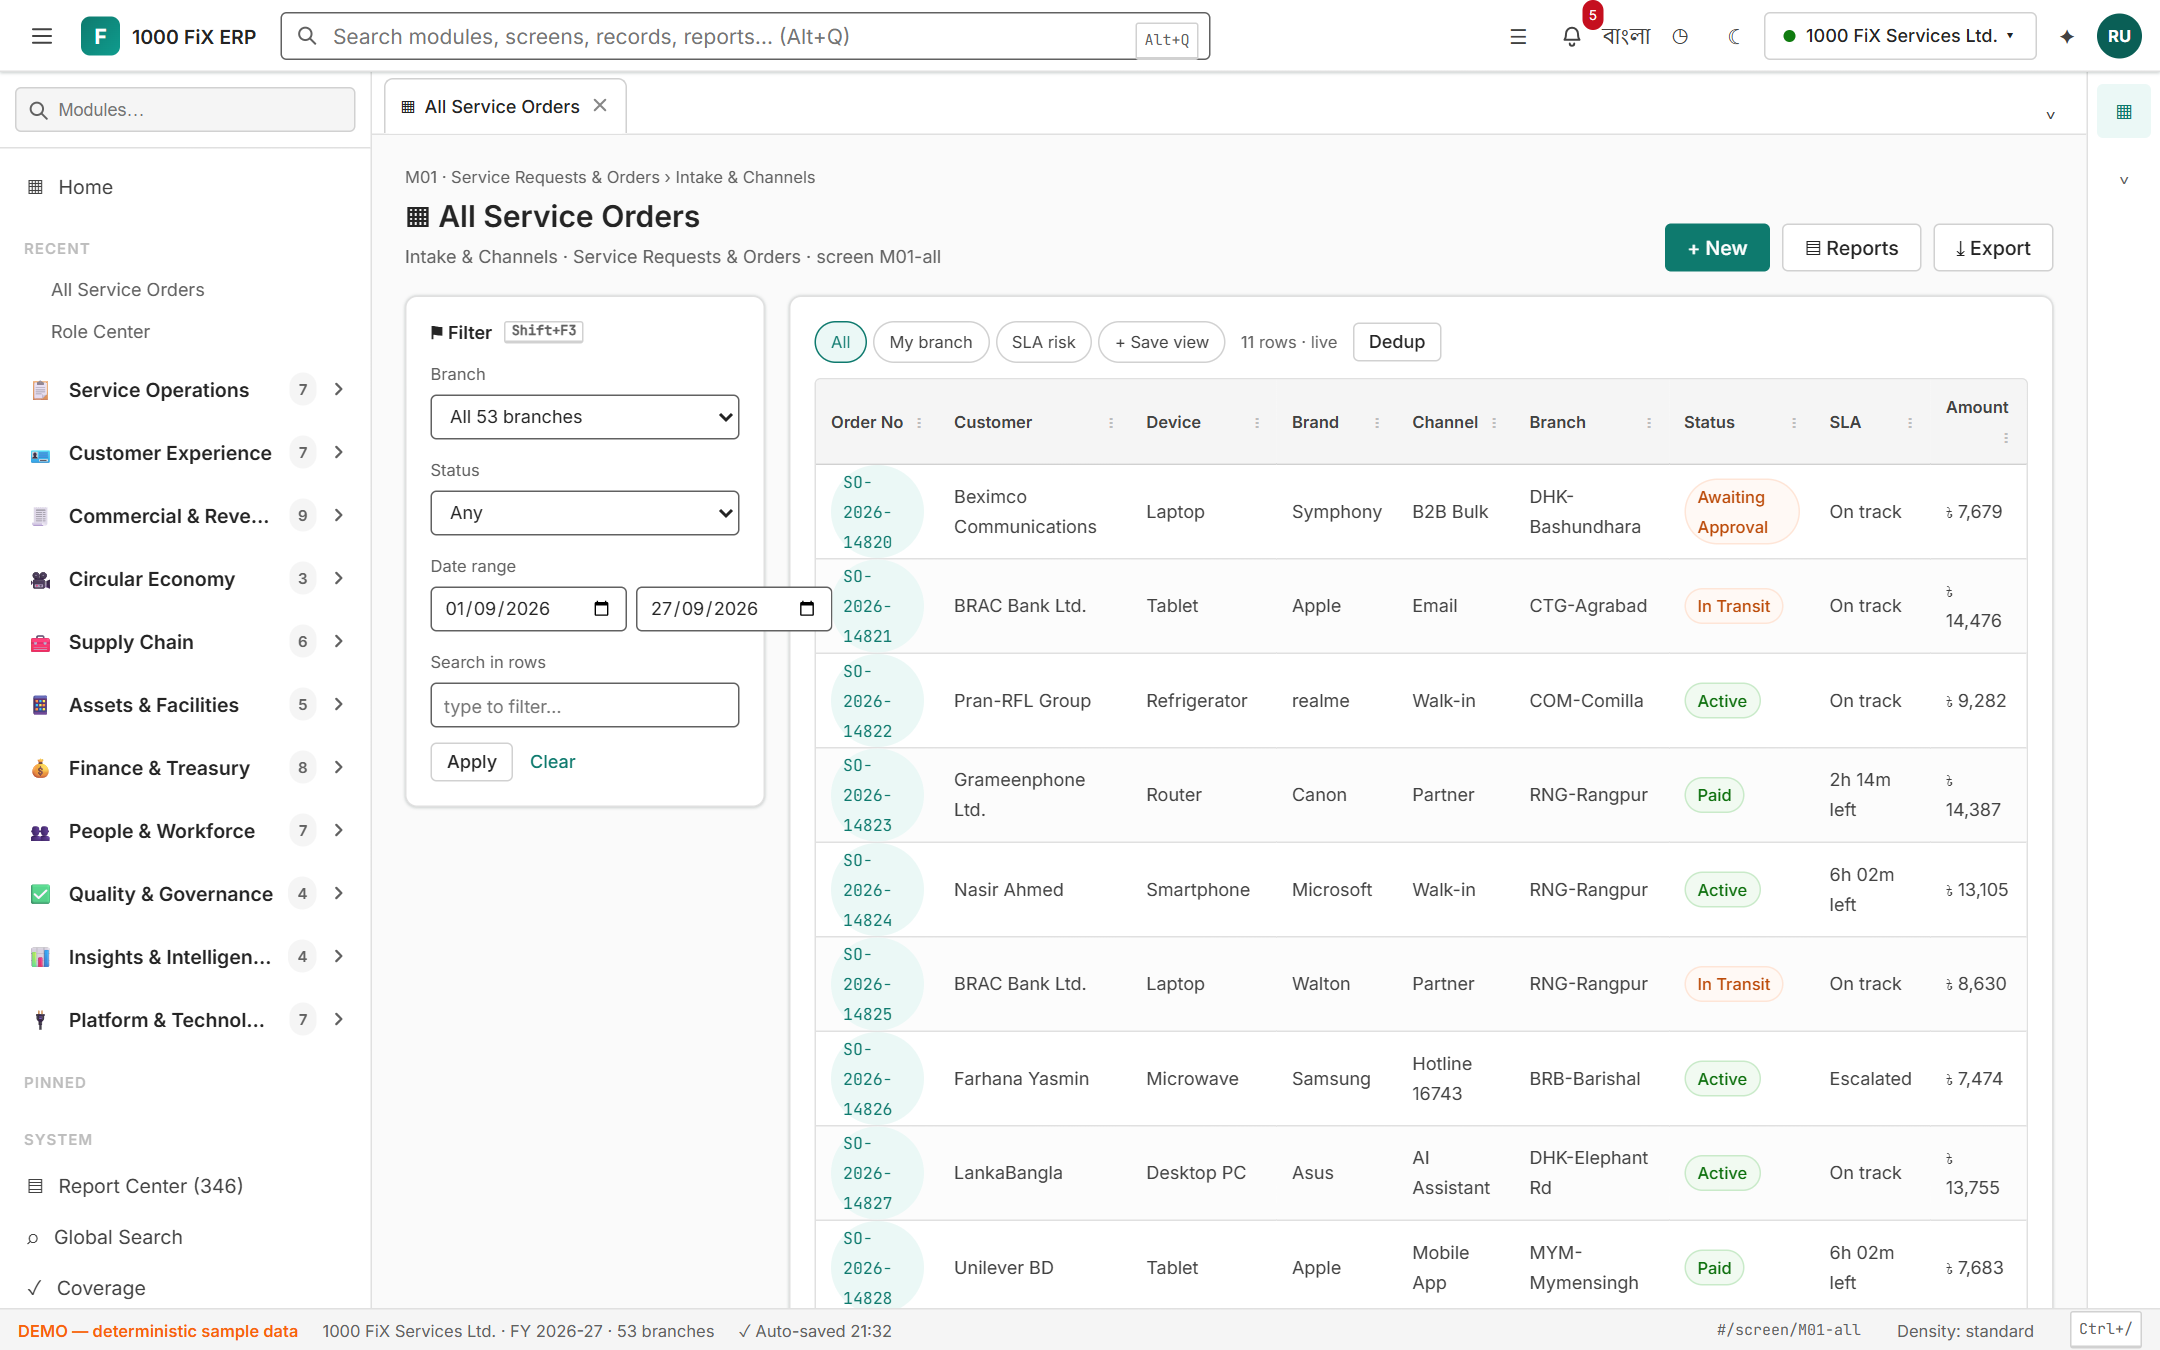 F 1000 FiX ERP
Search modules, screens, records, reports... (Alt+Q) Alt+Q
5
বাংলা
1000 FiX Services Ltd.
RU
Modules...
Home
RECENT
All Service Orders
Role Center
Service Operations 7
Customer Experience 7
Commercial & Reve... 9
Circular Economy 3
Supply Chain 6
Assets & Facilities 5
Finance & Treasury 8
People & Workforce 7
Quality & Governance 4
Insights & Intelligen... 4
Platform & Technol... 7
PINNED
SYSTEM
Report Center (346)
Global Search
Coverage
All Service Orders
M01 · Service Requests & Orders › Intake & Channels
All Service Orders
Intake & Channels · Service Requests & Orders · screen M01-all
+ New
Reports
Export
Filter Shift+F3
Branch
All 53 branches
Status
Any
Date range
01/09/2026 27/09/2026
Search in rows
type to filter...
Apply Clear
All My branch SLA risk + Save view 11 rows · live Dedup
Order No Customer Device Brand Channel Branch Status SLA Amount
SO-2026-14820 Beximco Communications Laptop Symphony B2B Bulk DHK-Bashundhara Awaiting Approval On track ৳ 7,679
SO-2026-14821 BRAC Bank Ltd. Tablet Apple Email CTG-Agrabad In Transit On track ৳ 14,476
SO-2026-14822 Pran-RFL Group Refrigerator realme Walk-in COM-Comilla Active On track ৳ 9,282
SO-2026-14823 Grameenphone Ltd. Router Canon Partner RNG-Rangpur Paid 2h 14m left ৳ 14,387
SO-2026-14824 Nasir Ahmed Smartphone Microsoft Walk-in RNG-Rangpur Active 6h 02m left ৳ 13,105
SO-2026-14825 BRAC Bank Ltd. Laptop Walton Partner RNG-Rangpur In Transit On track ৳ 8,630
SO-2026-14826 Farhana Yasmin Microwave Samsung Hotline 16743 BRB-Barishal Active Escalated ৳ 7,474
SO-2026-14827 LankaBangla Desktop PC Asus AI Assistant DHK-Elephant Rd Active On track ৳ 13,755
SO-2026-14828 Unilever BD Tablet Apple Mobile App MYM-Mymensingh Paid 6h 02m left ৳ 7,683
DEMO — deterministic sample data 1000 FiX Services Ltd. · FY 2026-27 · 53 branches ✓ Auto-saved 21:32 #/screen/M01-all Density: standard Ctrl+/